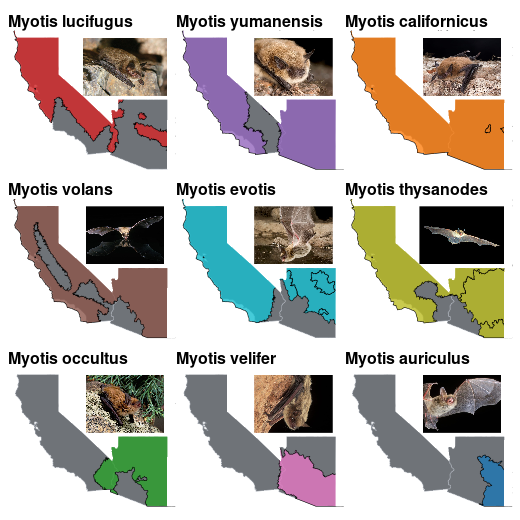 Myotis lucifugus
Myotis yumanensis
Myotis californicus
Myotis volans
Myotis evotis
Myotis thysanodes
Myotis occultus
Myotis velifer
Myotis auriculus